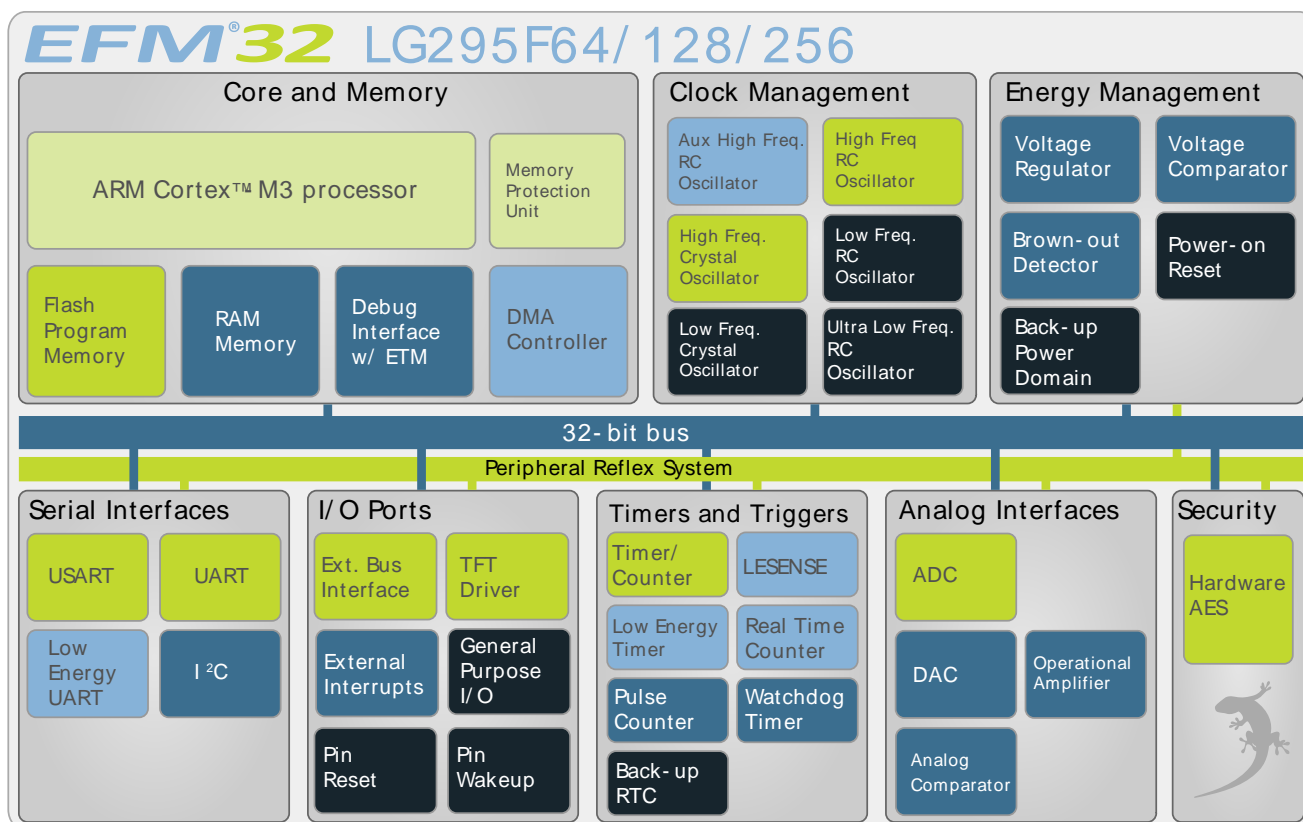 EFM®32 LG295F64/128/256
Core and Memory
ARM Cortex™ M3 processor
Memory
Protection
Unit
Flash
Program
Memory
RAM
Memory
Debug
Interface
w/ ETM
DMA
Controller
Clock Management
Aux High Freq.
RC
Oscillator
High Freq
RC
Oscillator
High Freq.
Crystal
Oscillator
Low Freq.
RC
Oscillator
Low Freq.
Crystal
Oscillator
Ultra Low Freq.
RC
Oscillator
Energy Management
Voltage
Regulator
Voltage
Comparator
Brown-out
Detector
Power-on
Reset
Back-up
Power
Domain
32-bit bus
Peripheral Reflex System
Serial Interfaces
USART
UART
Low
Energy
UART
I²C
I/O Ports
Ext. Bus
Interface
TFT
Driver
External
Interrupts
General
Purpose
I/O
Pin
Reset
Pin
Wakeup
Timers and Triggers
Timer/
Counter
LESENSE
Low Energy
Timer
Real Time
Counter
Pulse
Counter
Watchdog
Timer
Back-up
RTC
Analog Interfaces
ADC
DAC
Operational
Amplifier
Analog
Comparator
Security
Hardware
AES